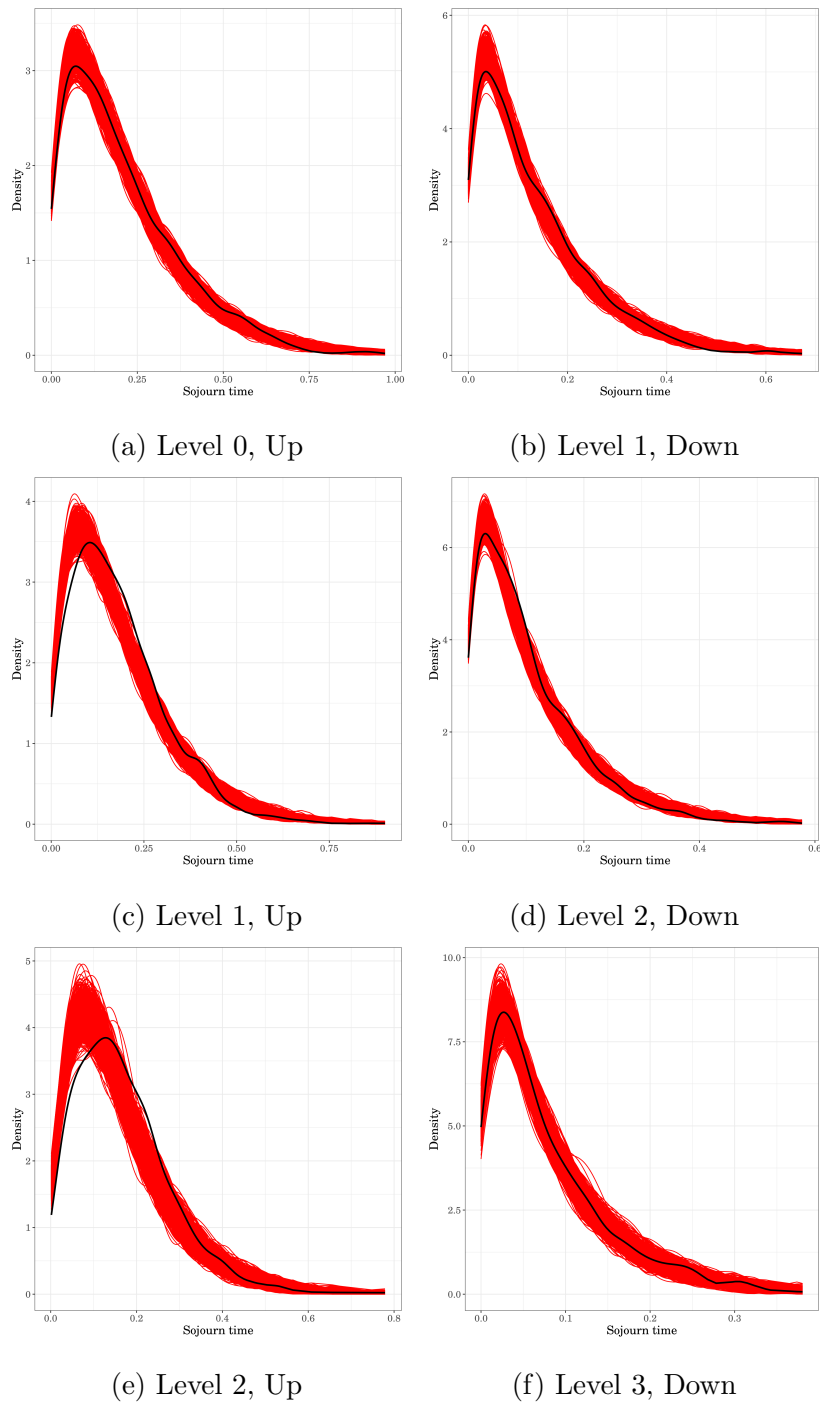 3
2
1
0
Density
0.00 0.25 0.50 0.75 1.00
Sojourn time
(a) Level 0, Up
6
4
2
0
Density
0.0 0.2 0.4 0.6
Sojourn time
(b) Level 1, Down
4
3
2
1
0
Density
0.00 0.25 0.50 0.75
Sojourn time
(c) Level 1, Up
6
4
2
0
Density
0.0 0.2 0.4 0.6
Sojourn time
(d) Level 2, Down
5
4
3
2
1
0
Density
0.0 0.2 0.4 0.6 0.8
Sojourn time
(e) Level 2, Up
10.0
7.5
5.0
2.5
0.0
Density
0.0 0.1 0.2 0.3
Sojourn time
(f) Level 3, Down